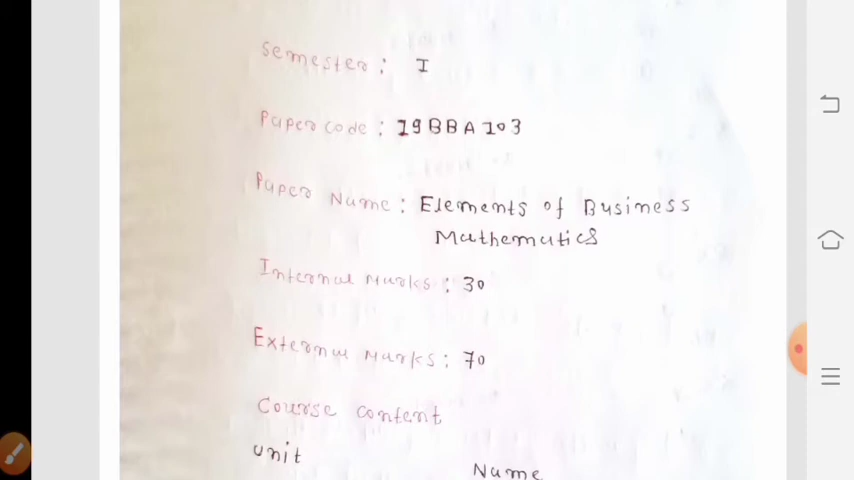 Semester : I
Paper code : 19BBA103
Paper Name : Elements of Business
Mathematics
Internal Marks : 30
External Marks : 70
Course content
unit
Name